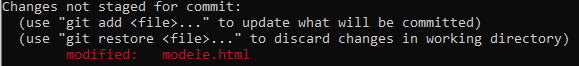 Changes not staged for commit:
  (use "git add <file>..." to update what will be committed)
  (use "git restore <file>..." to discard changes in working directory)
        modified:   modele.html